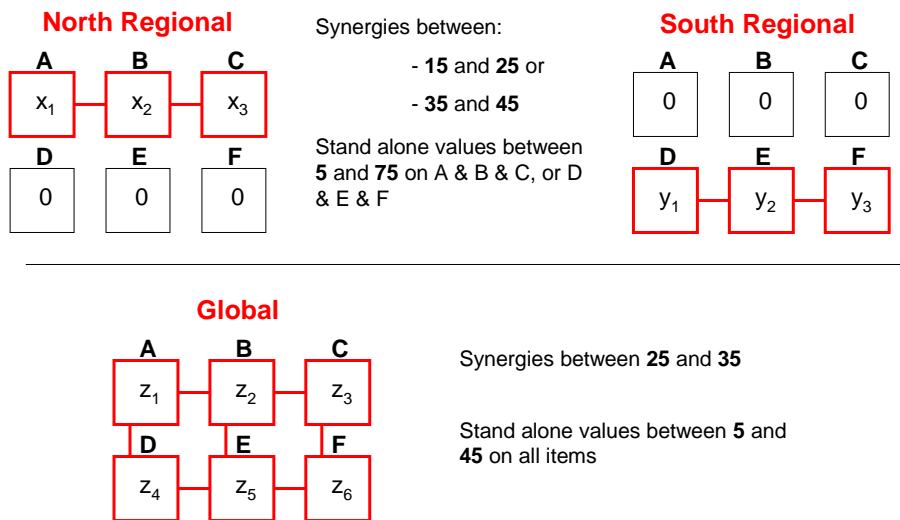 North Regional
A B C
x1 x2 x3
D E F
0 0 0
Synergies between:
- 15 and 25 or
- 35 and 45
Stand alone values between
5 and 75 on A & B & C, or D
& E & F
South Regional
A B C
0 0 0
D E F
y1 y2 y3
Global
A B C
z1 z2 z3
D E F
z4 z5 z6
Synergies between 25 and 35
Stand alone values between 5 and
45 on all items